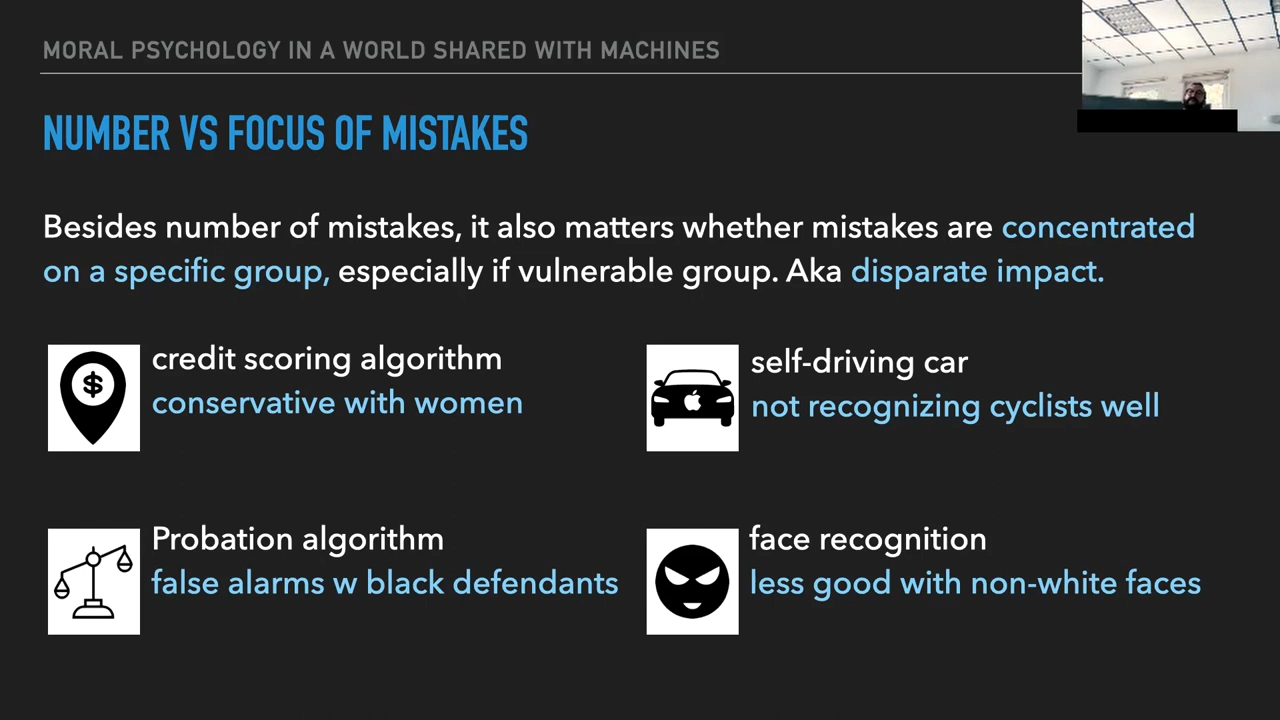 MORAL PSYCHOLOGY IN A WORLD SHARED WITH MACHINES
NUMBER VS FOCUS OF MISTAKES
Besides number of mistakes, it also matters whether mistakes are concentrated
on a specific group, especially if vulnerable group. Aka disparate impact.
$
credit scoring algorithm
conservative with women
self-driving car
not recognizing cyclists well
Probation algorithm
false alarms w black defendants
face recognition
less good with non-white faces